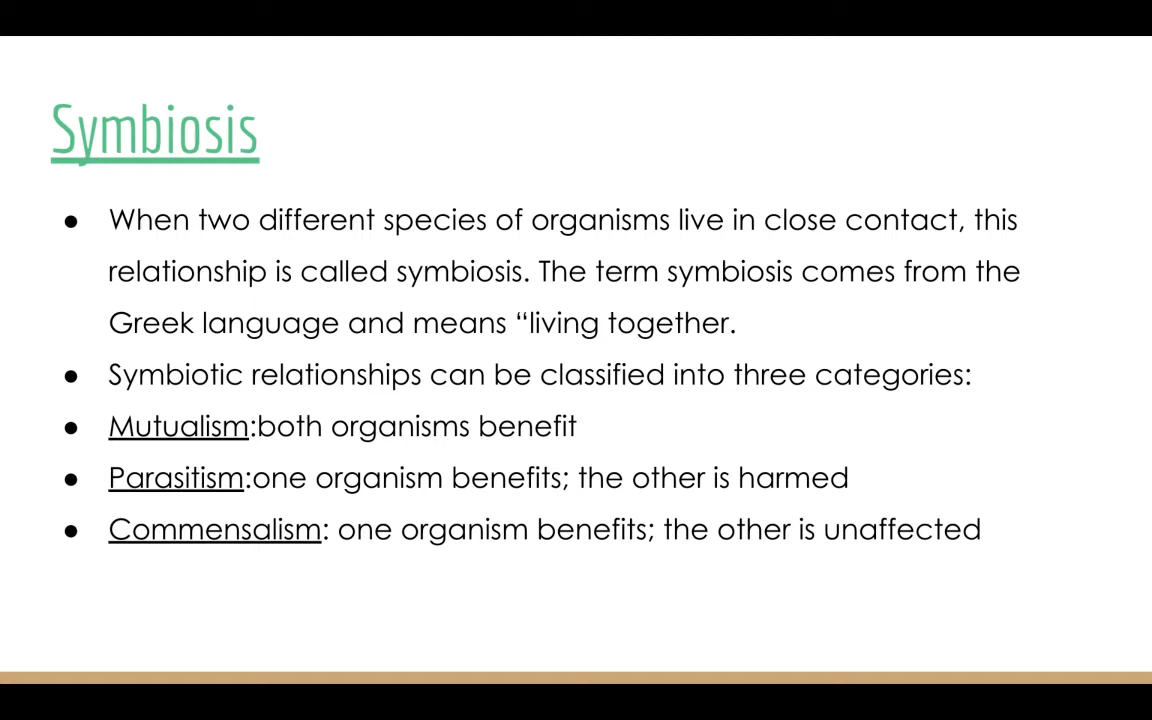 Symbiosis
● When two different species of organisms live in close contact, this
relationship is called symbiosis. The term symbiosis comes from the
Greek language and means “living together.
● Symbiotic relationships can be classified into three categories:
● Mutualism:both organisms benefit
● Parasitism:one organism benefits; the other is harmed
● Commensalism: one organism benefits; the other is unaffected